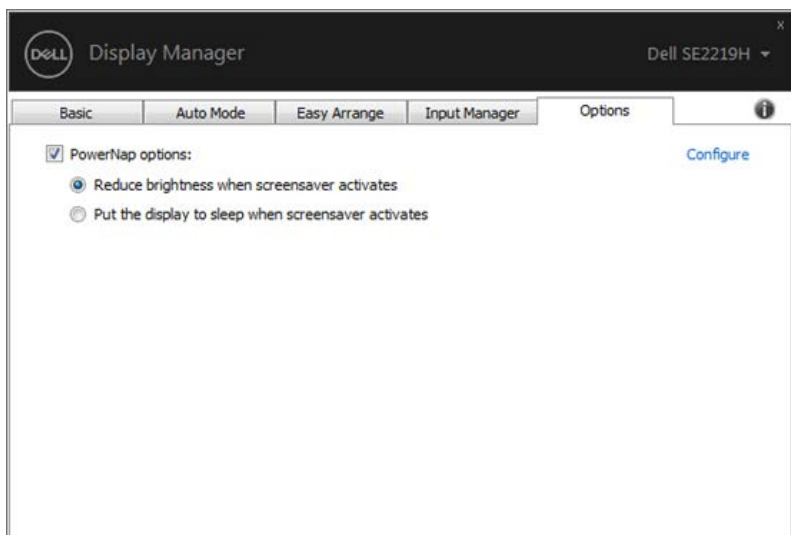 x
DELL Display Manager Dell SE2219H
Basic Auto Mode Easy Arrange Input Manager Options i
PowerNap options: Configure
Reduce brightness when screensaver activates
Put the display to sleep when screensaver activates